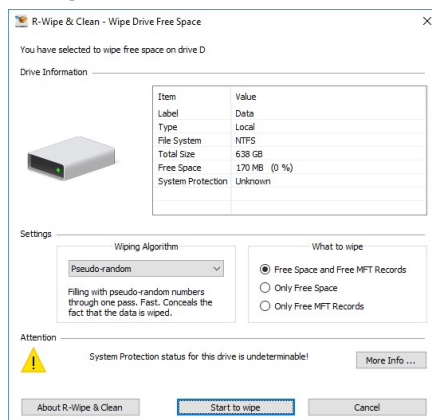 R-Wipe & Clean - Wipe Drive Free Space
You have selected to wipe free space on drive D
Drive Information
Item Value
Label Data
Type Local
File System NTFS
Total Size 638 GB
Free Space 170 MB (0 %)
System Protection Unknown
Settings
Wiping Algorithm
Pseudo-random
Filling with pseudo-random numbers
through one pass. Fast. Conceals the
fact that the data is wiped.
What to wipe
Free Space and Free MFT Records
Only Free Space
Only Free MFT Records
Attention
System Protection status for this drive is undeterminable!
More Info ...
About R-Wipe & Clean
Start to wipe
Cancel